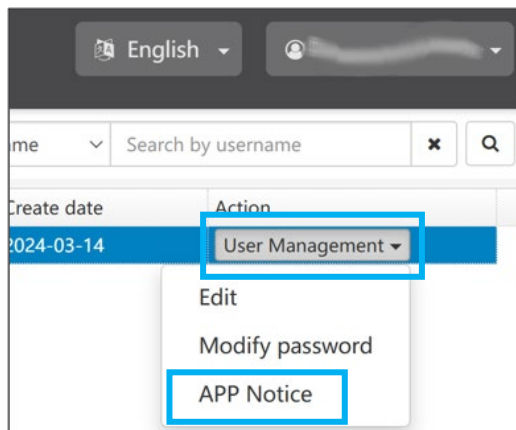 English
me Search by username
Create date Action
2024-03-14 User Management
Edit
Modify password
APP Notice